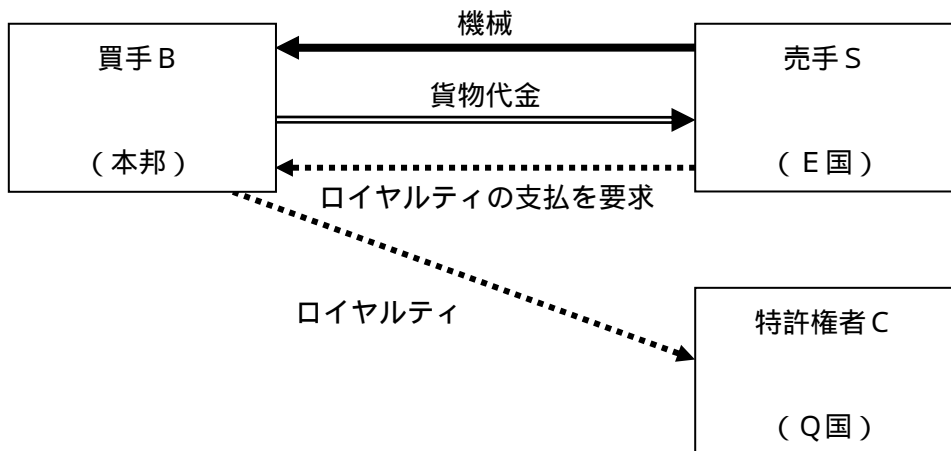 機械
買手B
売手S
貨物代金
(本邦)
(E国)
ロイヤルティの支払を要求
ロイヤルティ
特許権者C
(Q国)